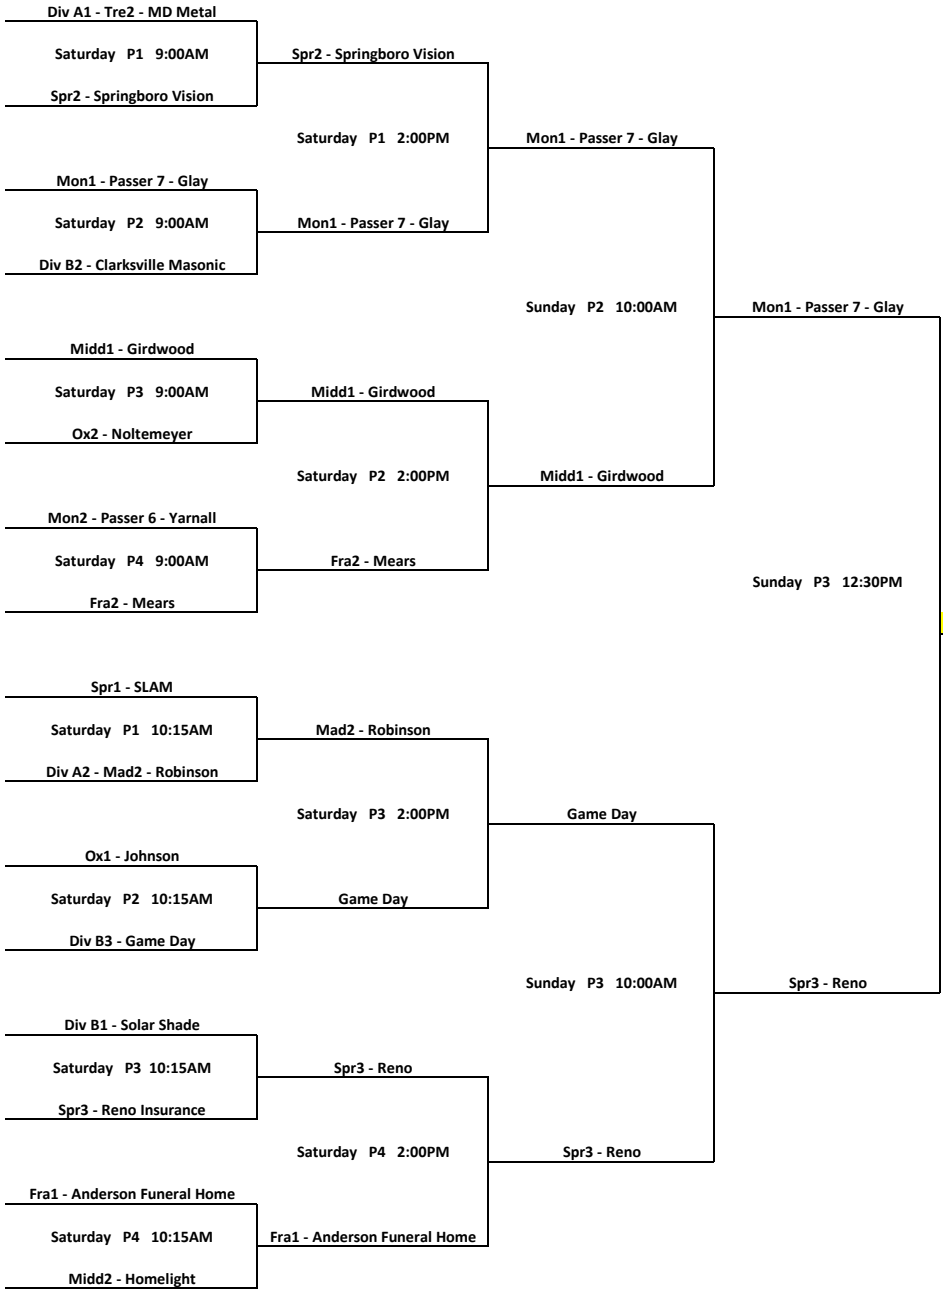 Div A1 - Tre2 - MD Metal
Saturday P1 9:00AM
Spr2 - Springboro Vision
Spr2 - Springboro Vision
Saturday P1 2:00PM
Mon1 - Passer 7 - Glay
Mon1 - Passer 7 - Glay
Saturday P2 9:00AM
Mon1 - Passer 7 - Glay
Div B2 - Clarksville Masonic
Sunday P2 10:00AM
Mon1 - Passer 7 - Glay
Midd1 - Girdwood
Saturday P3 9:00AM
Midd1 - Girdwood
Ox2 - Noltemeyer
Saturday P2 2:00PM
Midd1 - Girdwood
Mon2 - Passer 6 - Yarnall
Saturday P4 9:00AM
Fra2 - Mears
Sunday P3 12:30PM
Fra2 - Mears
Spr1 - SLAM
Saturday P1 10:15AM
Mad2 - Robinson
Div A2 - Mad2 - Robinson
Saturday P3 2:00PM
Game Day
Ox1 - Johnson
Saturday P2 10:15AM
Game Day
Div B3 - Game Day
Sunday P3 10:00AM
Spr3 - Reno
Div B1 - Solar Shade
Saturday P3 10:15AM
Spr3 - Reno
Spr3 - Reno Insurance
Saturday P4 2:00PM
Spr3 - Reno
Fra1 - Anderson Funeral Home
Saturday P4 10:15AM
Fra1 - Anderson Funeral Home
Midd2 - Homelight